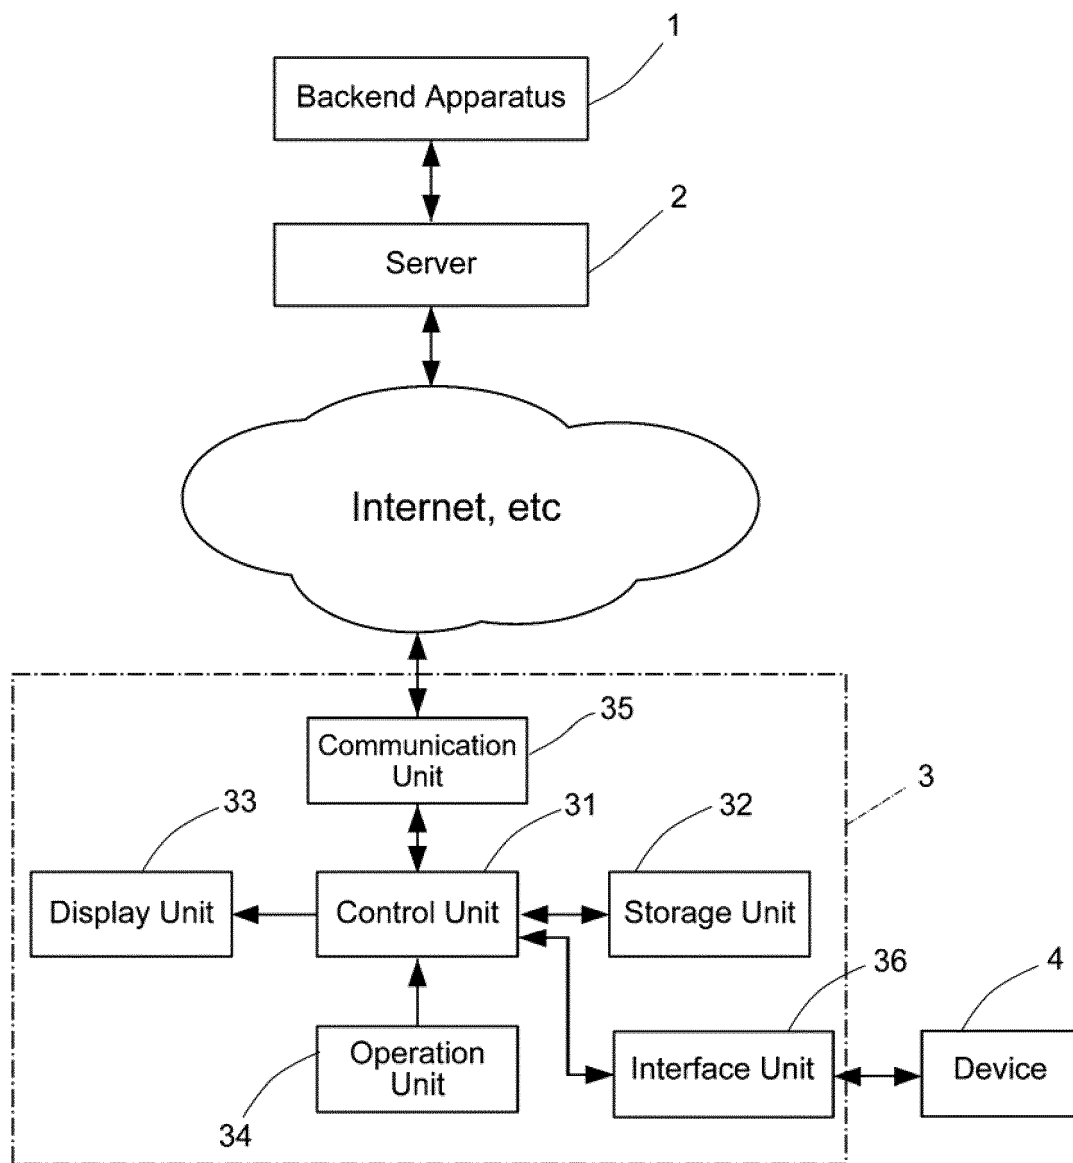 1
Backend Apparatus
2
Server
Internet, etc
35
Communication
Unit
3
33
31
32
Display Unit
Control Unit
Storage Unit
36
4
Operation
Unit
Interface Unit
Device
34